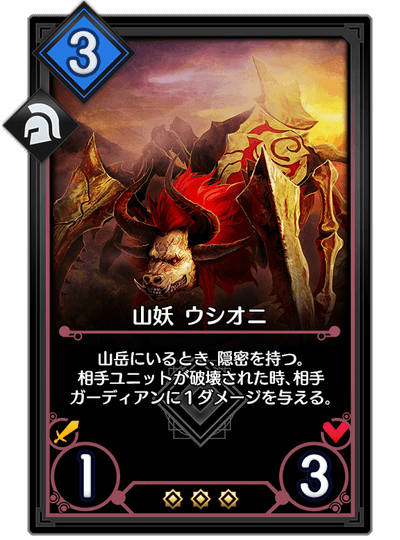 3
山妖 ウシオニ
山岳にいるとき、隠密を持つ。
相手ユニットが破壊された時、相手
ガーディアンに1ダメージを与える。
1
3